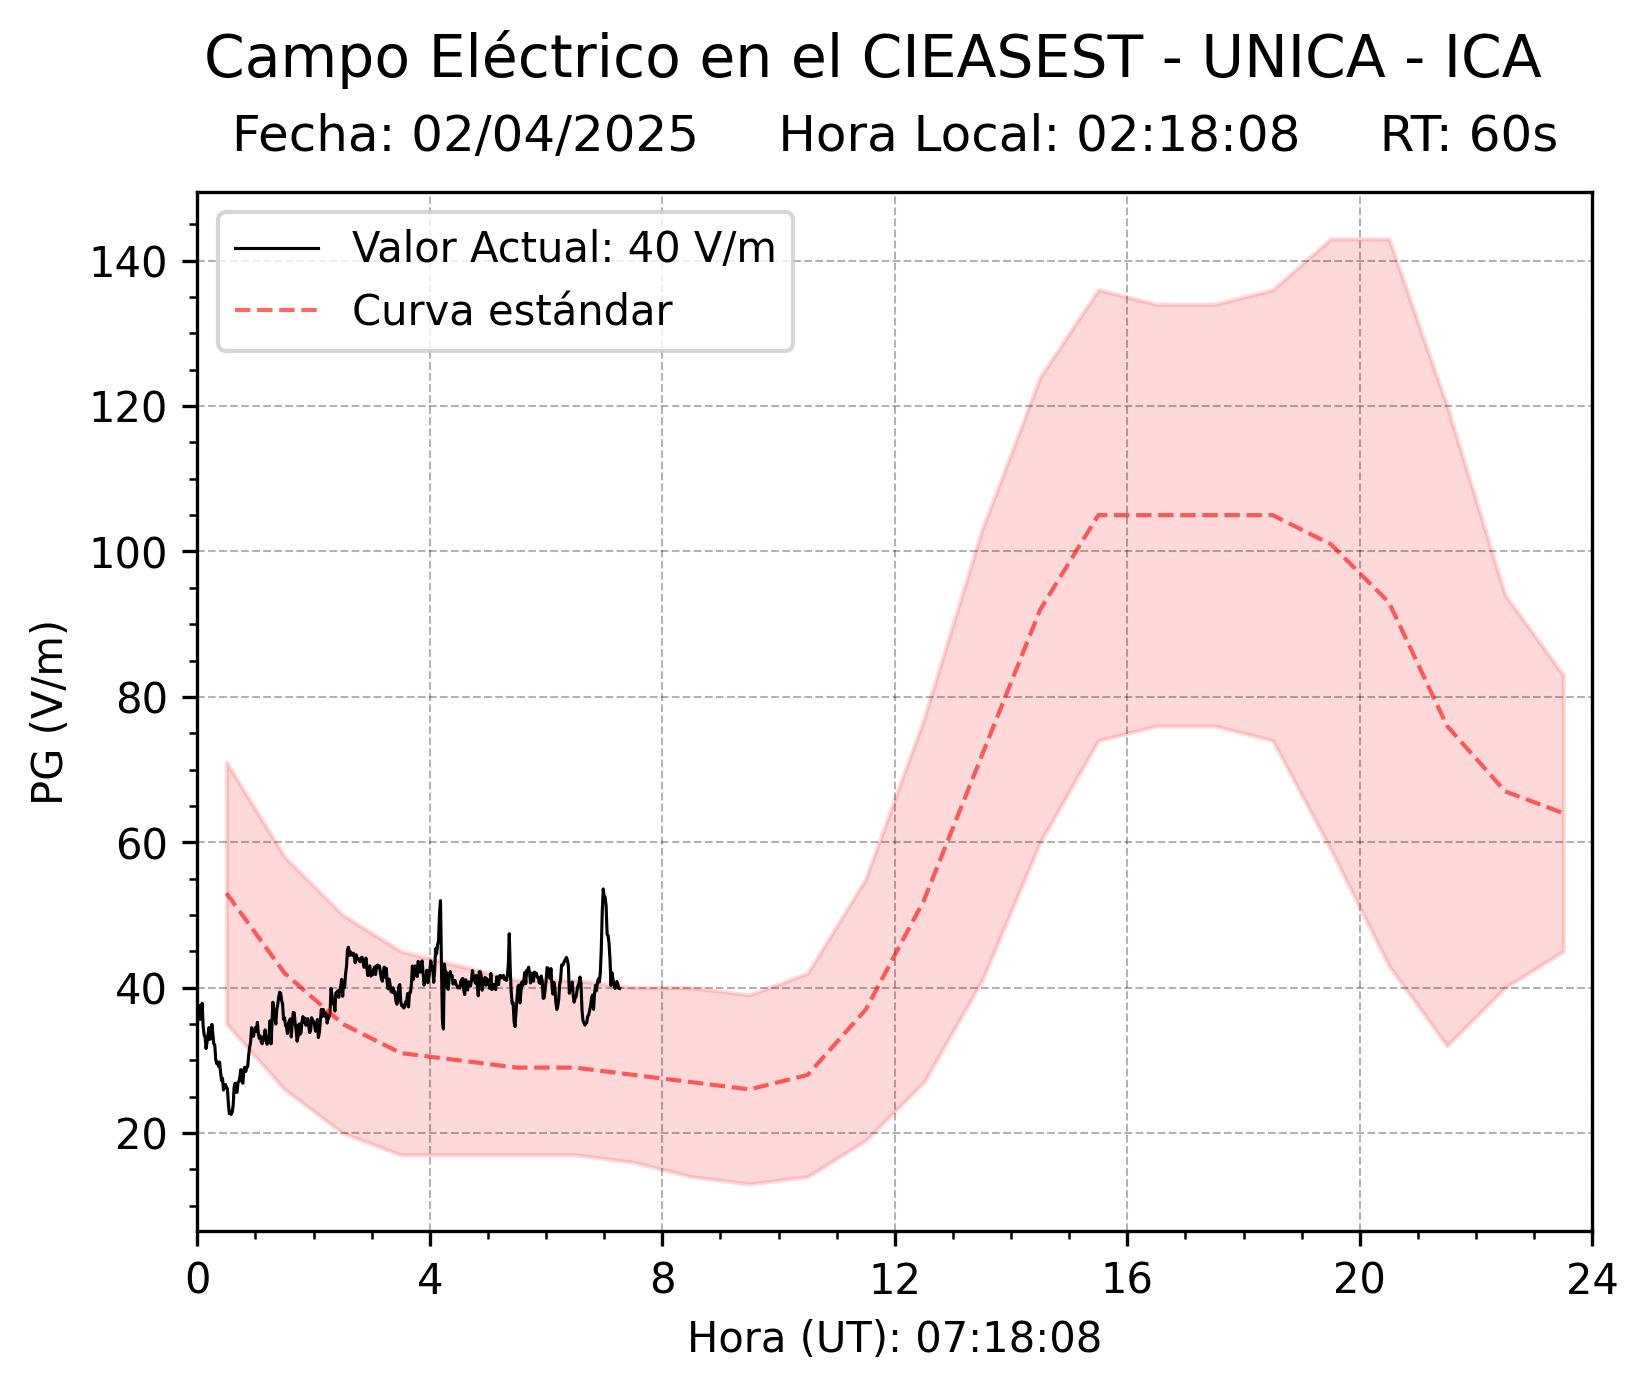 Campo Eléctrico en el CIEASEST - UNICA - ICA
Fecha: 02/04/2025 Hora Local: 02:18:08 RT: 60s
Valor Actual: 40 V/m
Curva estándar
140
120
100
80
60
40
20
PG (V/m)
0 4 8 12 16 20 24
Hora (UT): 07:18:08